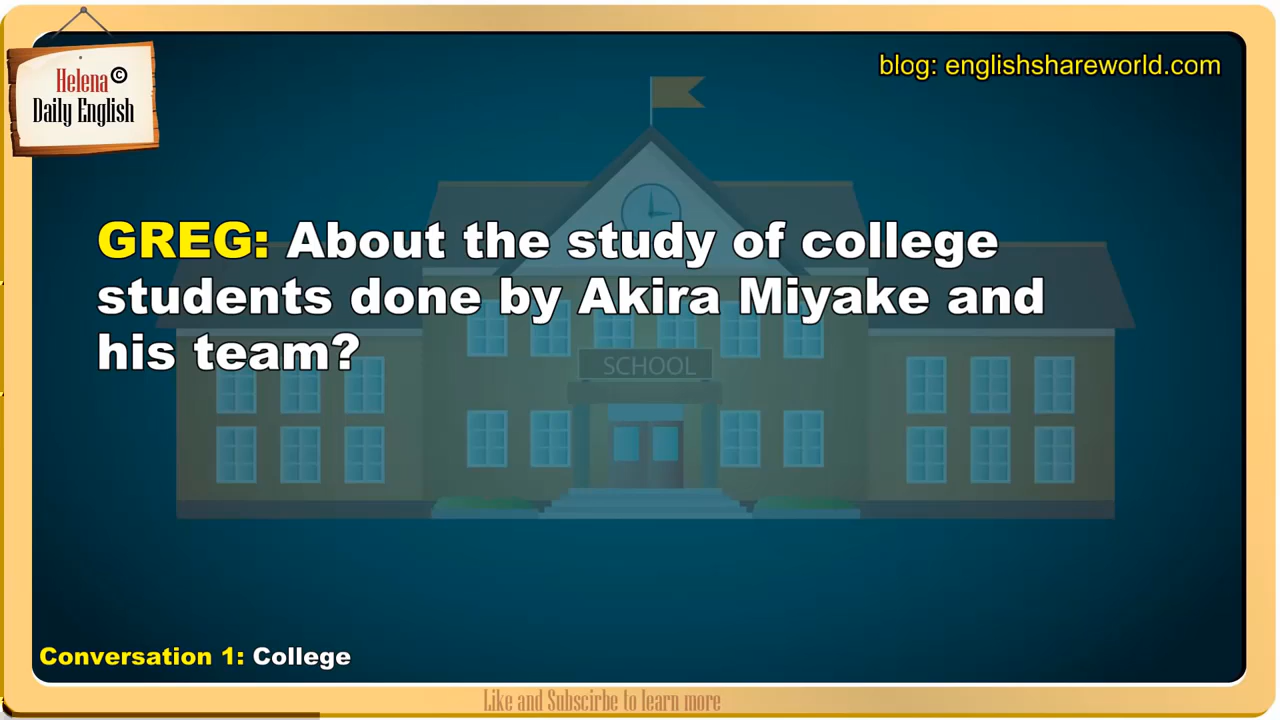 Helena ©
Daily English
blog: englishshareworld.com
GREG: About the study of college
students done by Akira Miyake and
his team?
SCHOOL
Conversation 1: College
Like and Subscirbe to learn more